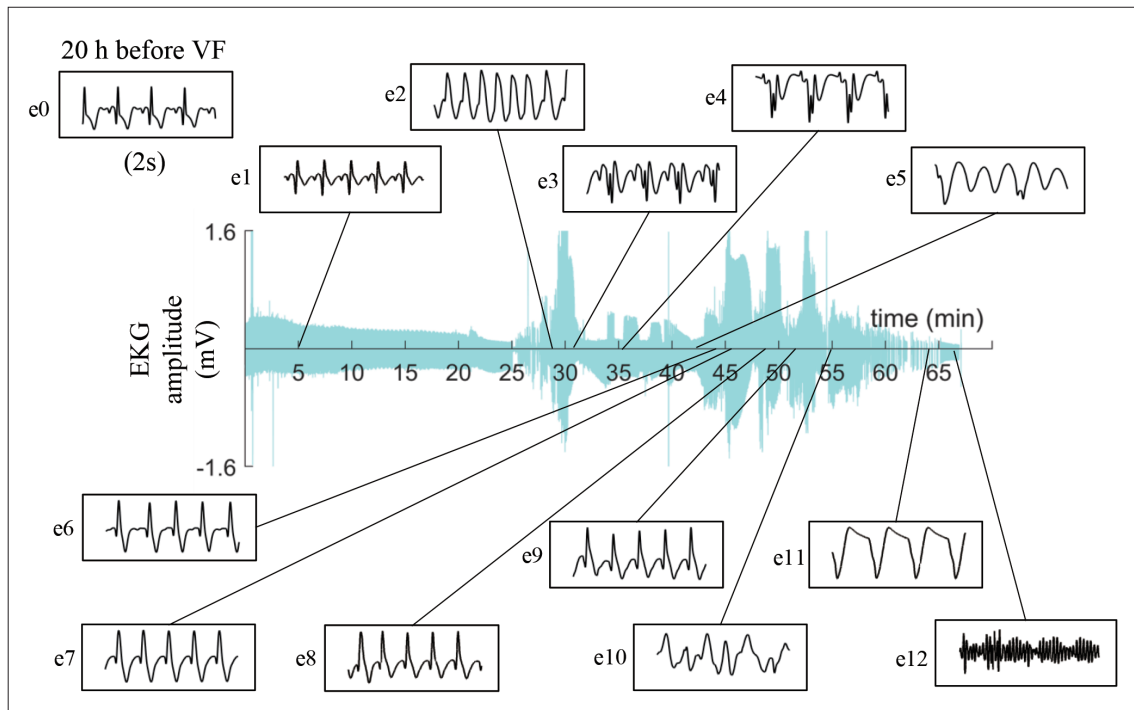 20 h before VF
e0
(2s)
e1
e2
e3
e4
e5
1.6
EKG
amplitude
(mV)
-1.6
time (min)
5 10 15 20 25 30 35 40 45 50 55 60 65
e6
e7
e8
e9
e10
e11
e12